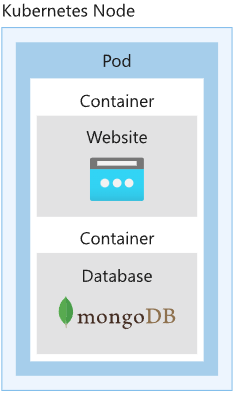 Kubernetes Node
Pod
Container
Website
Container
Database
mongoDB